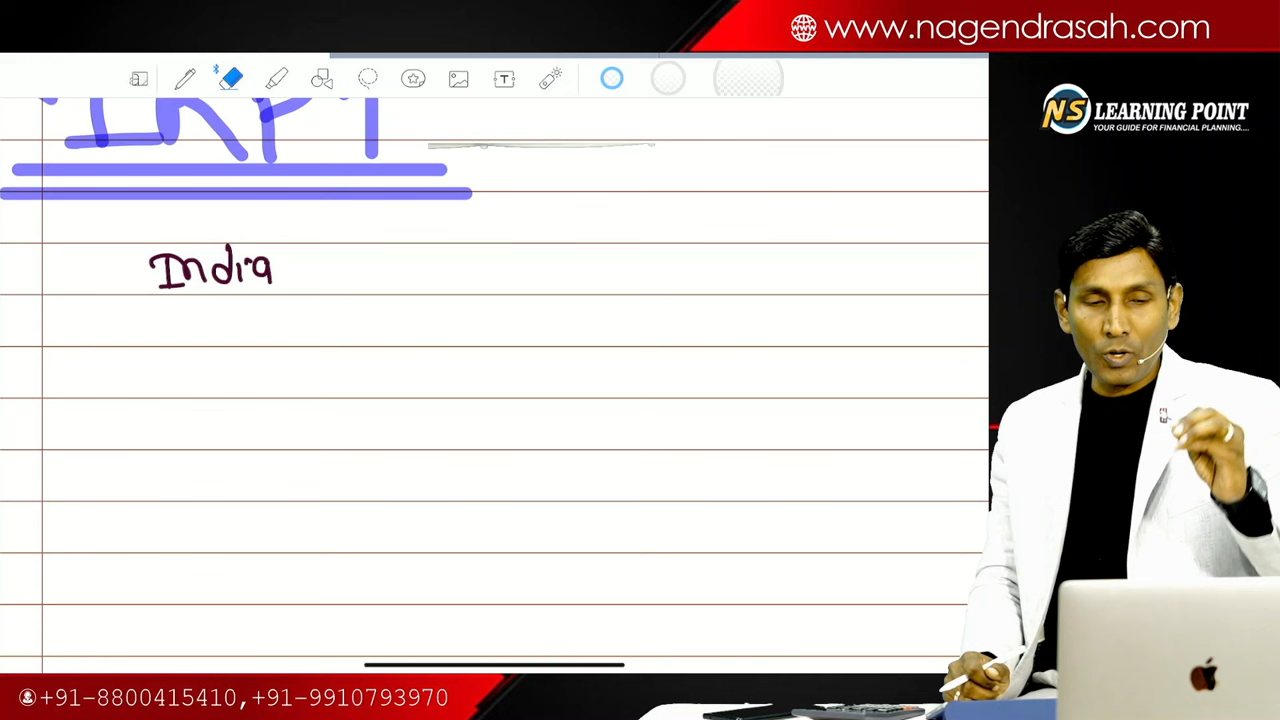 www.nagendrasah.com
NS LEARNING POINT
YOUR GUIDE FOR FINANCIAL PLANNING....
India
+91-8800415410,+91-9910793970